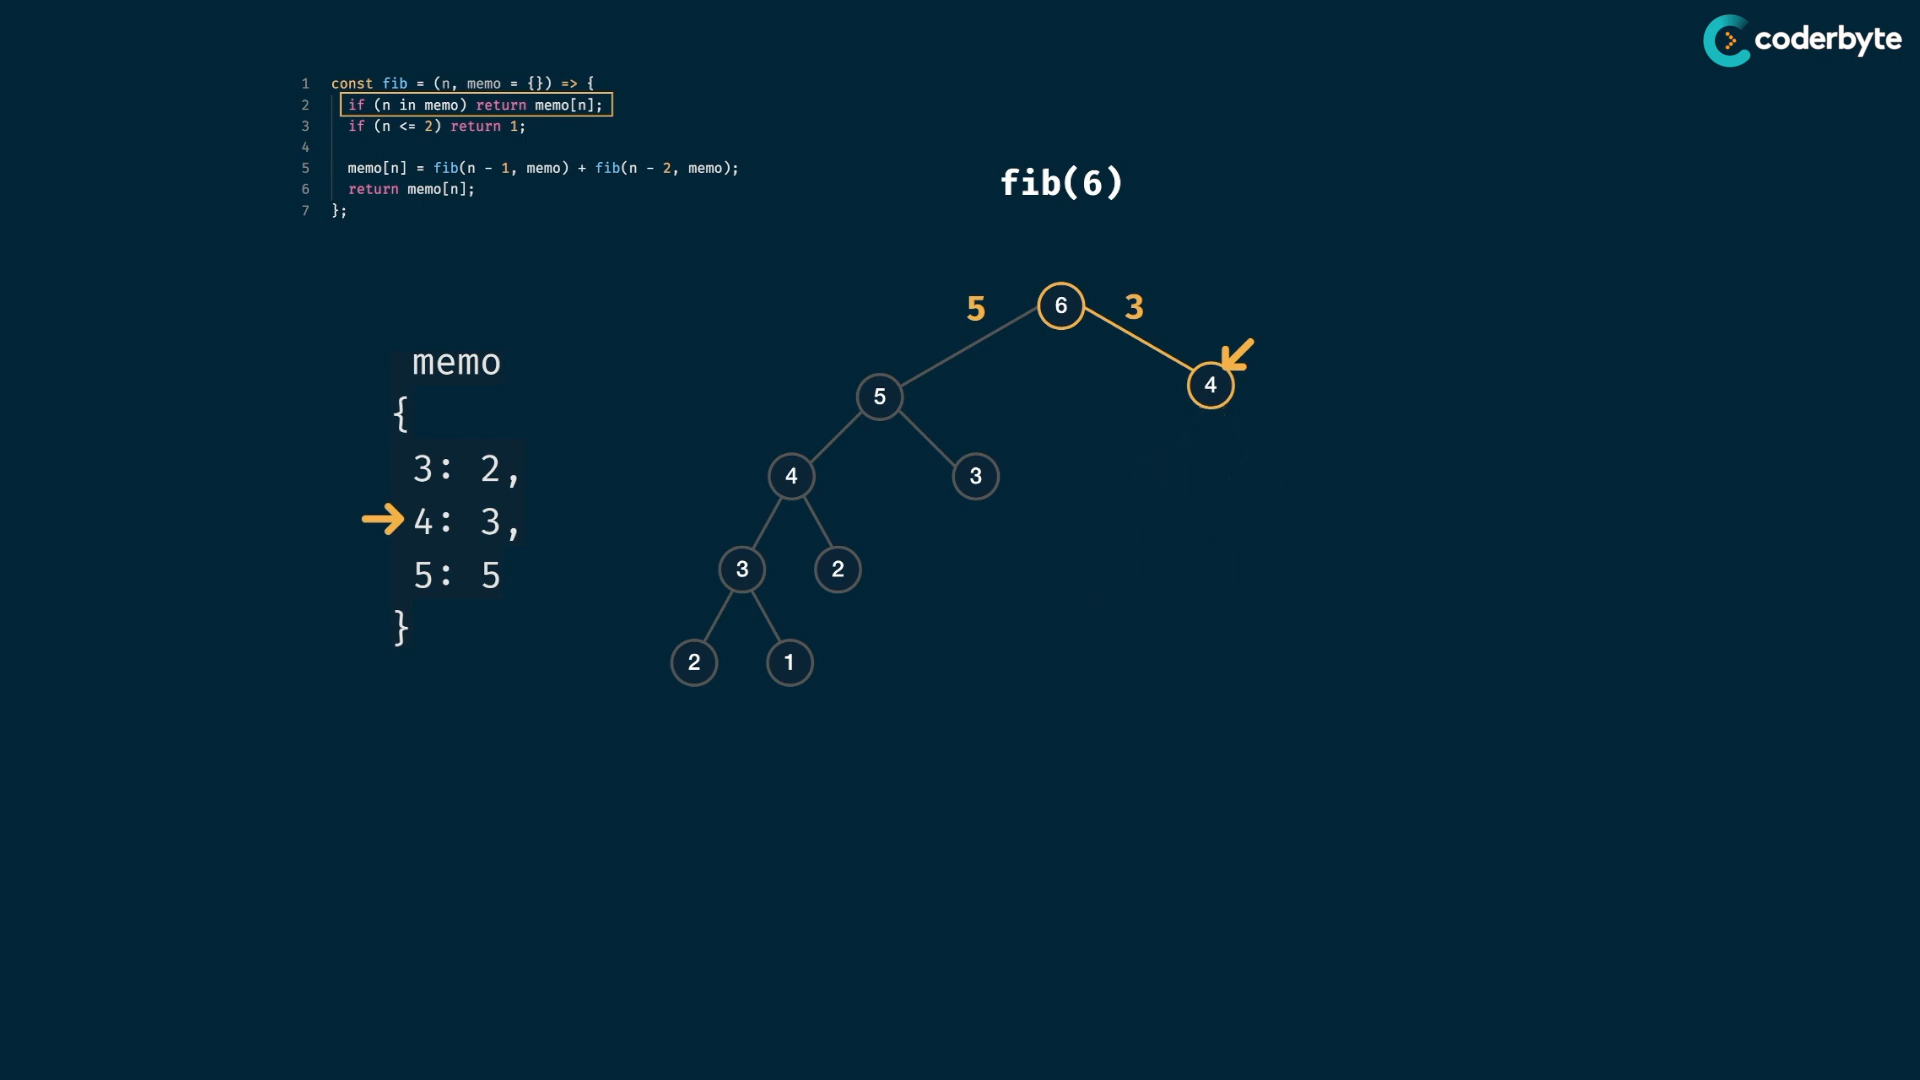 coderbyte
1 const fib = (n, memo = {}) => {
2 if (n in memo) return memo[n];
3 if (n <= 2) return 1;
4
5 memo[n] = fib(n - 1, memo) + fib(n - 2, memo);
6 return memo[n];
7 };
fib(6)
5 6 3
4
5
4 3
3 2
2 1
memo
{
3: 2,
4: 3,
5: 5
}